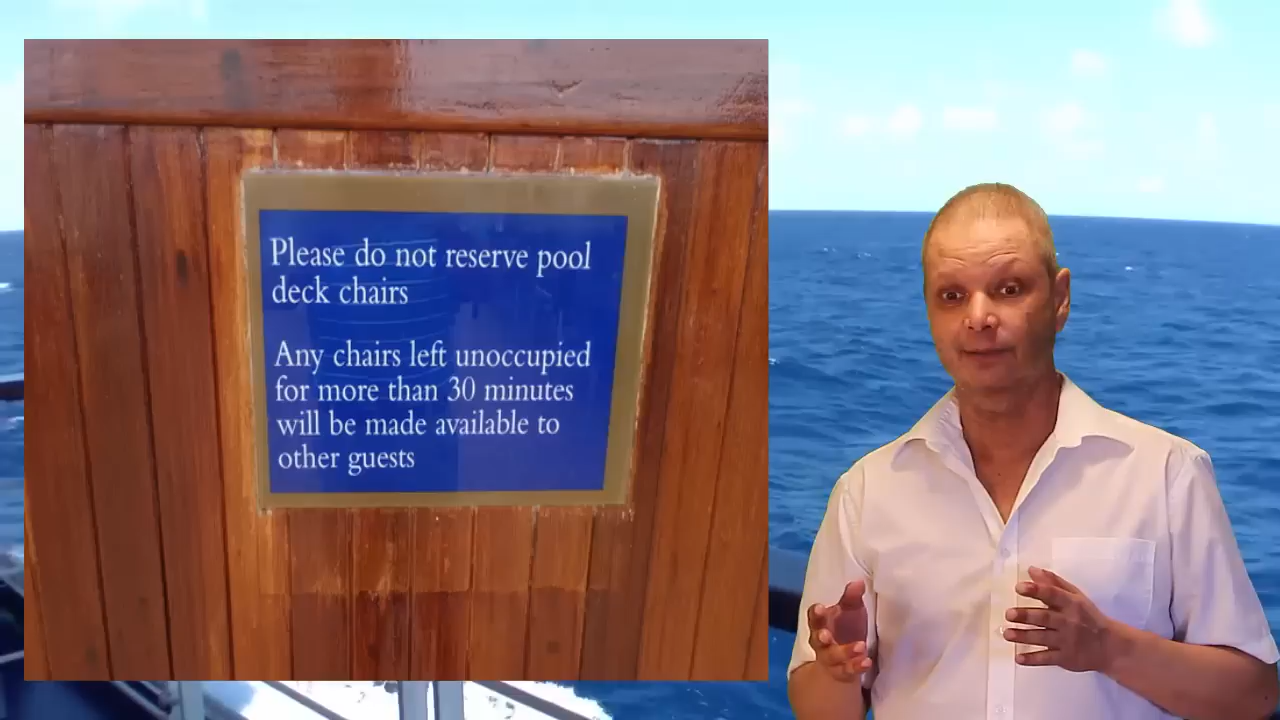 Please do not reserve pool
deck chairs
Any chairs left unoccupied
for more than 30 minutes
will be made available to
other guests